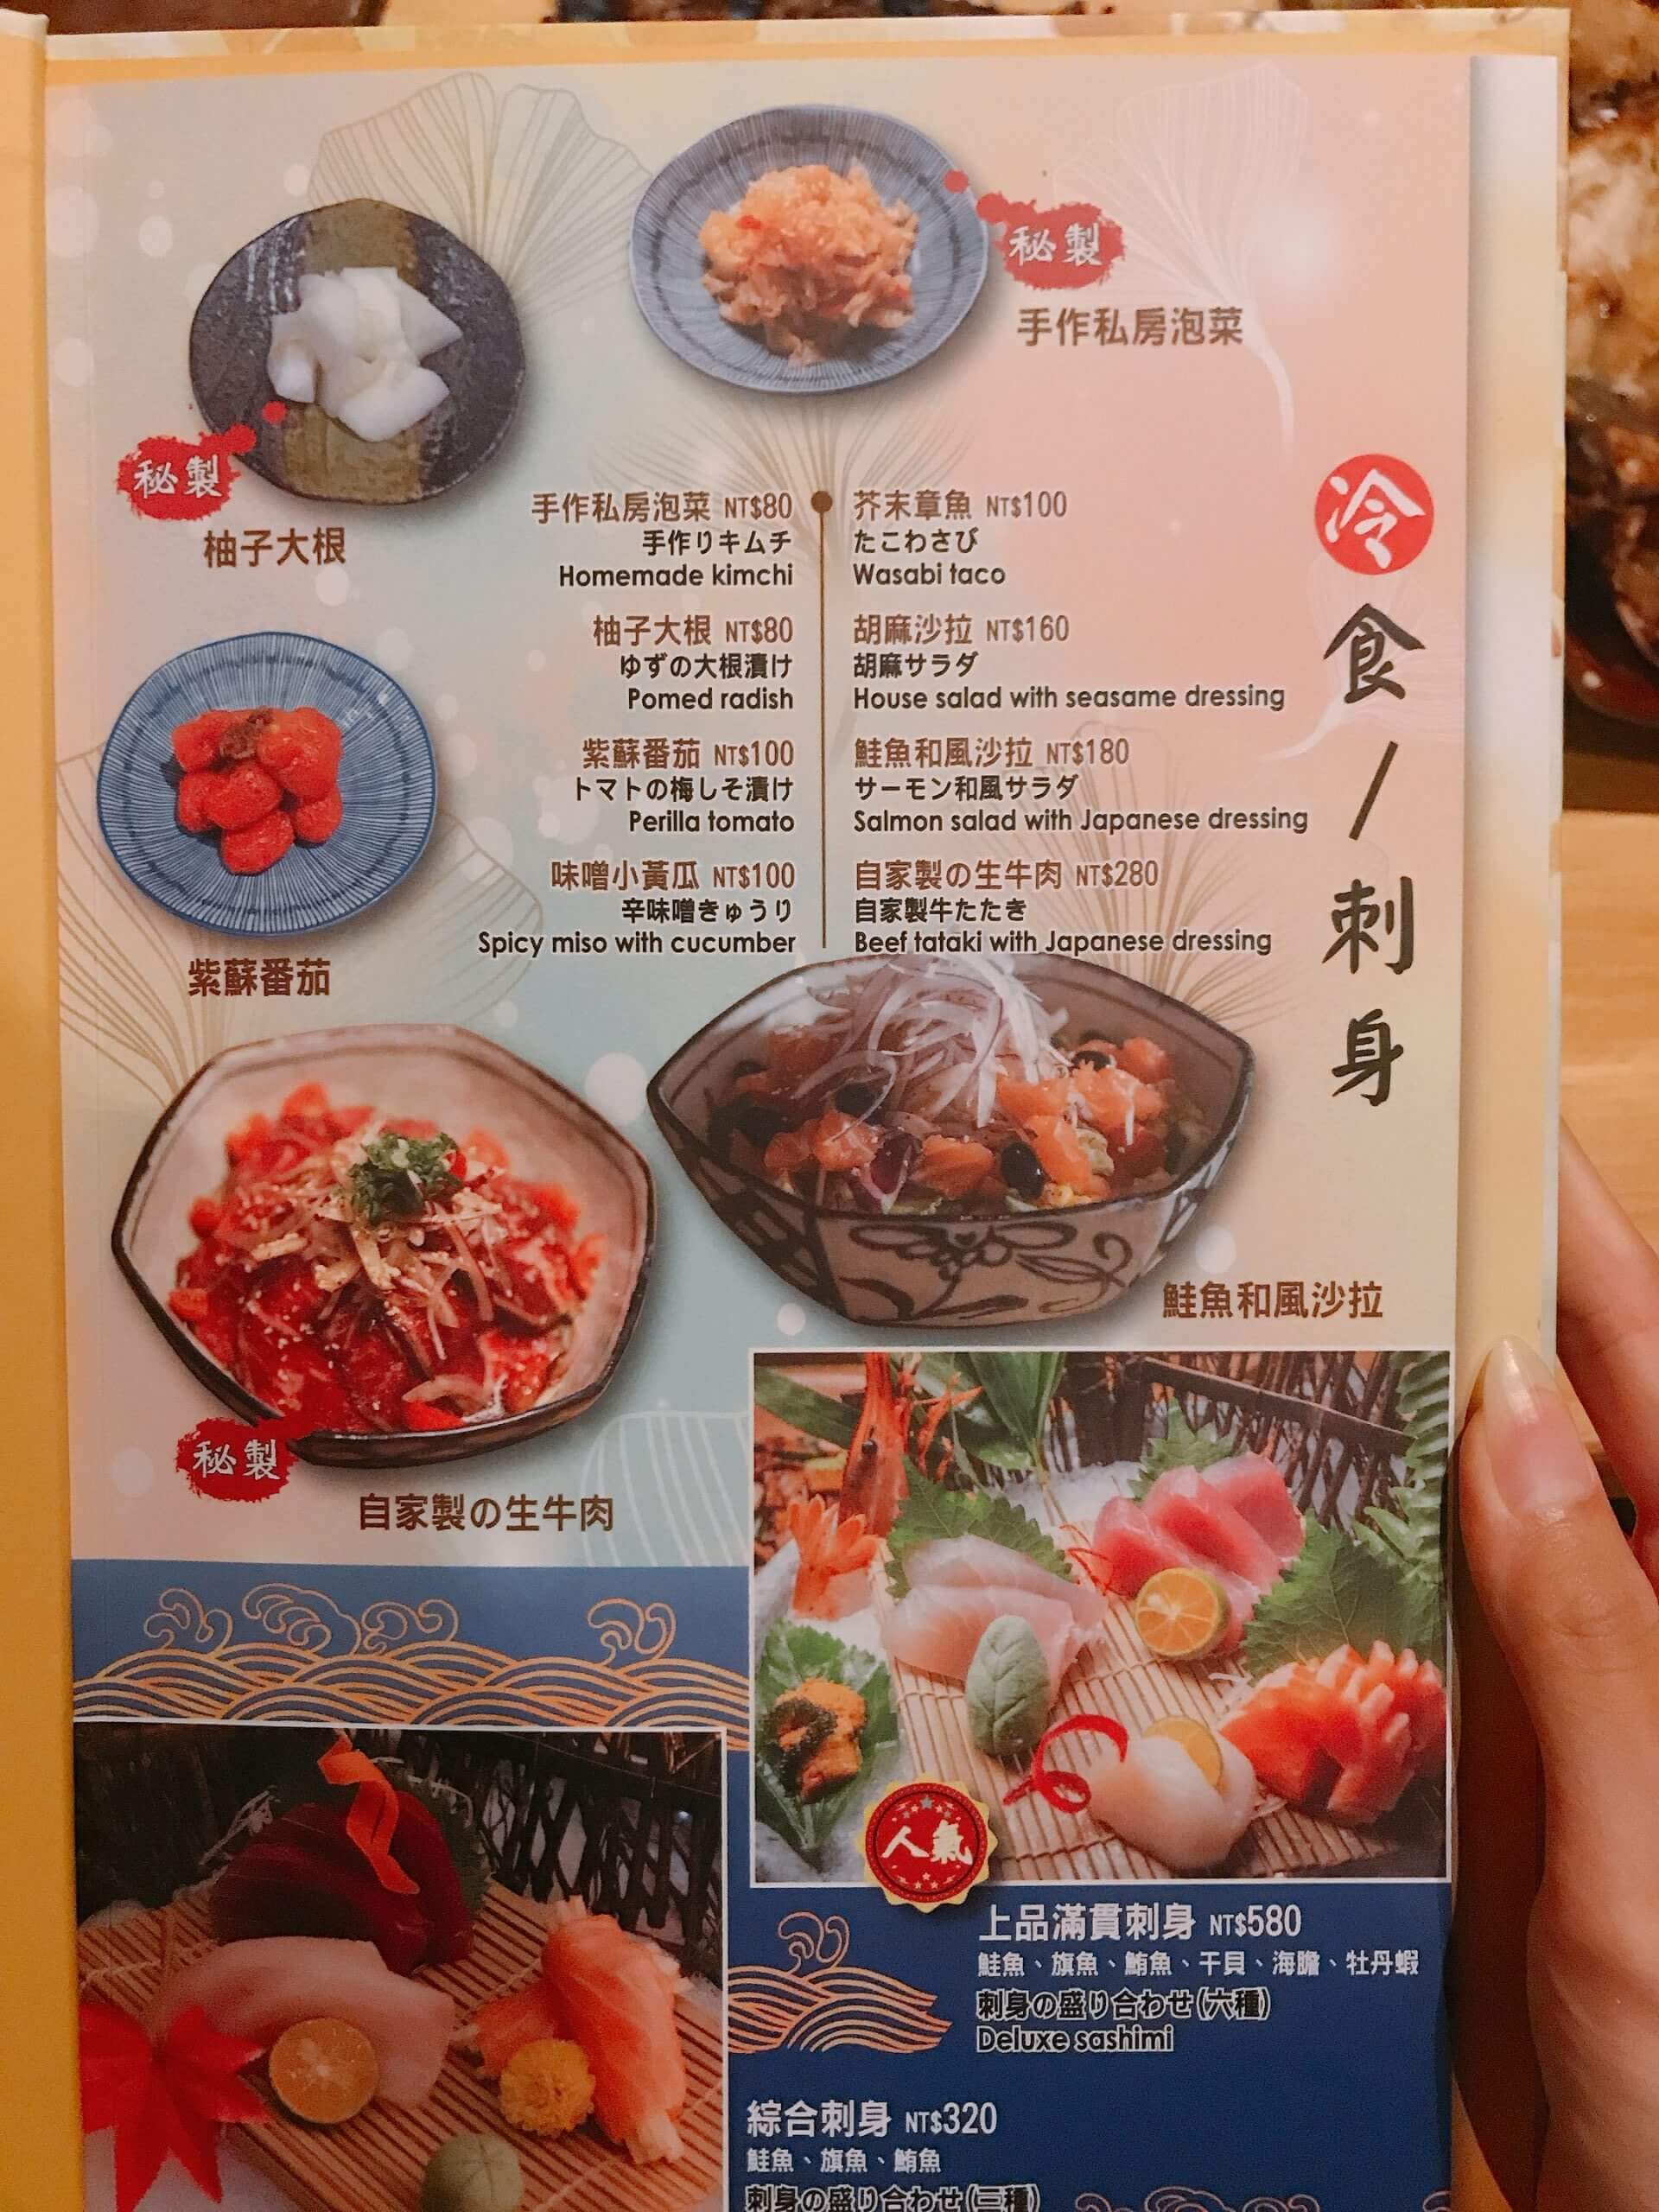 秘製
手作私房泡菜
秘製
柚子大根
冷食/刺身
手作私房泡菜 NT$80
手作りキムチ
Homemade kimchi
柚子大根 NT$80
ゆずの大根漬け
Pomed radish
紫蘇番茄 NT$100
トマトの梅しそ漬け
Perilla tomato
味噌小黃瓜 NT$100
辛味噌きゅうり
Spicy miso with cucumber
芥末章魚 NT$100
たこわさび
Wasabi taco
胡麻沙拉 NT$160
胡麻サラダ
House salad with seasame dressing
鮭魚和風沙拉 NT$180
サーモン和風サラダ
Salmon salad with Japanese dressing
自家製の生牛肉 NT$280
自家製牛たたき
Beef tataki with Japanese dressing
紫蘇番茄
鮭魚和風沙拉
秘製
自家製の生牛肉
人氣
上品滿貫刺身 NT$580
鮭魚、旗魚、鮪魚、干貝、海膽、牡丹蝦
刺身の盛り合わせ(六種)
Deluxe sashimi
綜合刺身 NT$320
鮭魚、旗魚、鮪魚
刺身の盛り合わせ(三種)